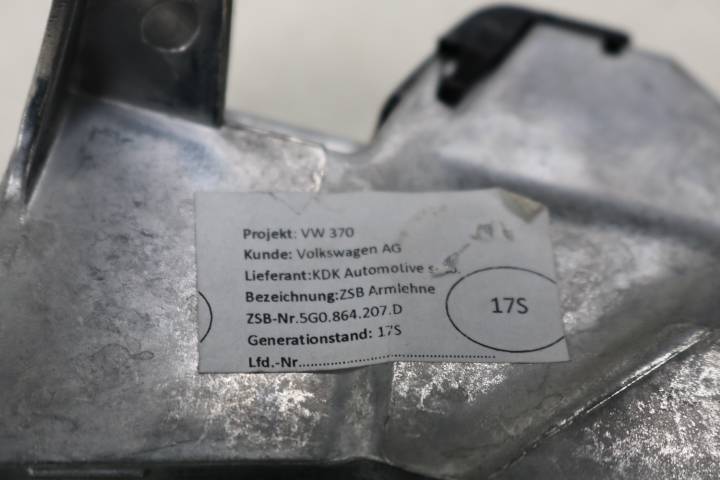 Projekt: VW 370
Kunde: Volkswagen AG
Lieferant:KDK Automotive
Bezeichnung:ZSB Armlehne
ZSB-Nr.5G0.864.207.D
Generationstand: 17S
Lfd.-Nr.................................................
17S